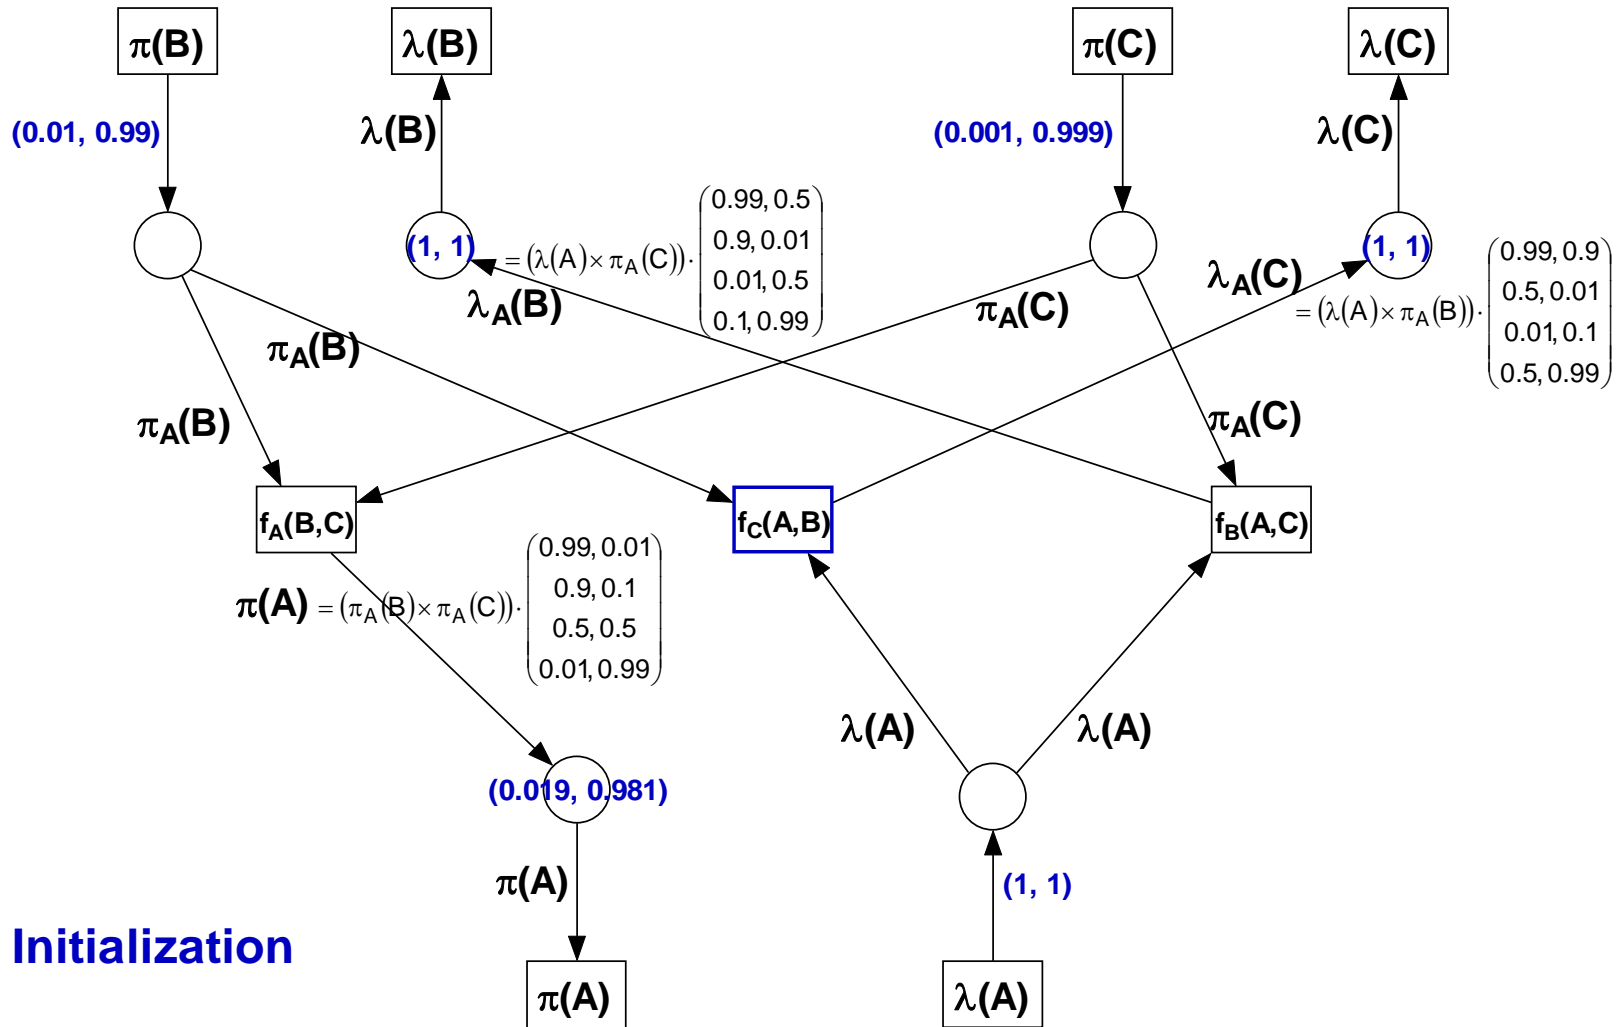 π(B)
λ(B)
π(C)
λ(C)
(0.01, 0.99)
λ(B)
(0.001, 0.999)
λ(C)
(1, 1)
= (λ(A) × πA(C)) ·
0.99, 0.5
0.9, 0.01
0.01, 0.5
0.1, 0.99
λA(B)
πA(C)
λA(C)
(1, 1)
= (λ(A) × πA(B)) ·
0.99, 0.9
0.5, 0.01
0.01, 0.1
0.5, 0.99
πA(B)
πA(B)
πA(C)
fA(B,C)
fC(A,B)
fB(A,C)
π(A) = (πA(B) × πA(C)) ·
0.99, 0.01
0.9, 0.1
0.5, 0.5
0.01, 0.99
λ(A)
λ(A)
(0.019, 0.981)
π(A)
(1, 1)
Initialization
π(A)
λ(A)